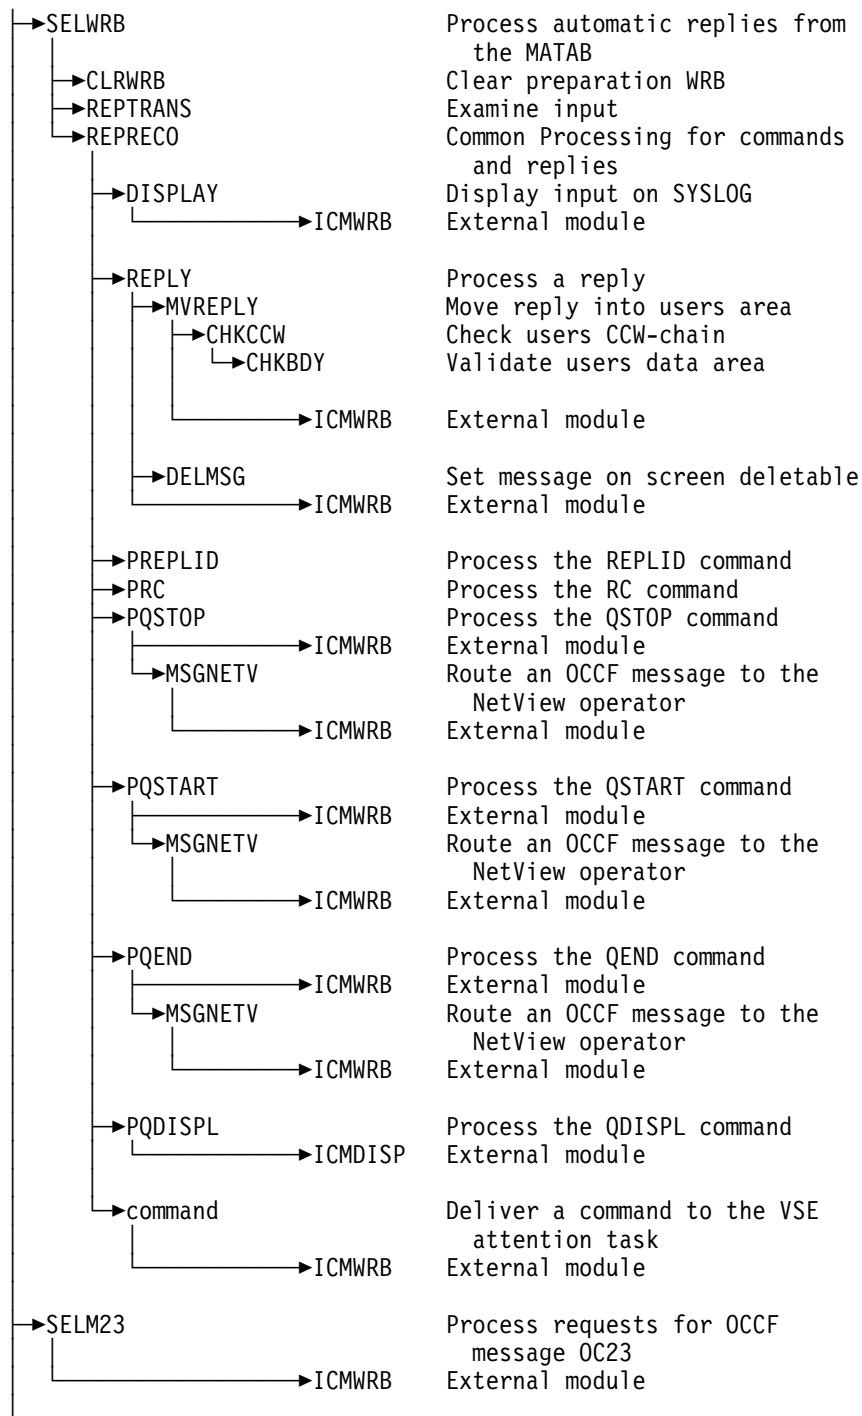 SELWRB Process automatic replies from
the MATAB
CLRWRB Clear preparation WRB
REPTRANS Examine input
REPRECO Common Processing for commands
and replies
DISPLAY Display input on SYSLOG
ICMWRB External module
REPLY Process a reply
MVREPLY Move reply into users area
CHKCCW Check users CCW-chain
CHKBDY Validate users data area
ICMWRB External module
DELMSG Set message on screen deletable
ICMWRB External module
PREPLID Process the REPLID command
PRC Process the RC command
PQSTOP Process the QSTOP command
ICMWRB External module
MSGNETV Route an OCCF message to the
NetView operator
ICMWRB External module
PQSTART Process the QSTART command
ICMWRB External module
MSGNETV Route an OCCF message to the
NetView operator
ICMWRB External module
PQEND Process the QEND command
ICMWRB External module
MSGNETV Route an OCCF message to the
NetView operator
ICMWRB External module
PQDISPL Process the QDISPL command
ICMDISP External module
command Deliver a command to the VSE
attention task
ICMWRB External module
SELM23 Process requests for OCCF
message OC23
ICMWRB External module